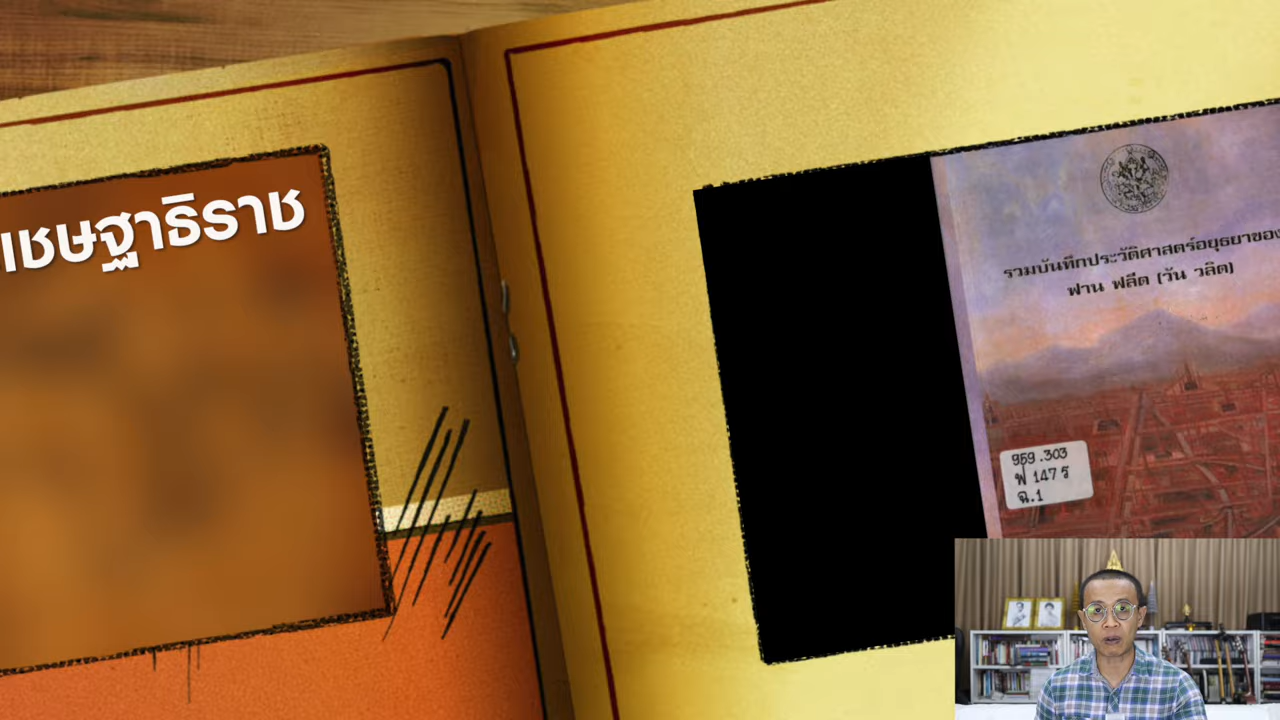 เชษฐาธิราช
รวมบันทึกประวัติศาสตร์อยุธยาของ
ฟาน ฟลีต (วัน วลิต)
959.303
ฟ 147 ร
ฉ.1